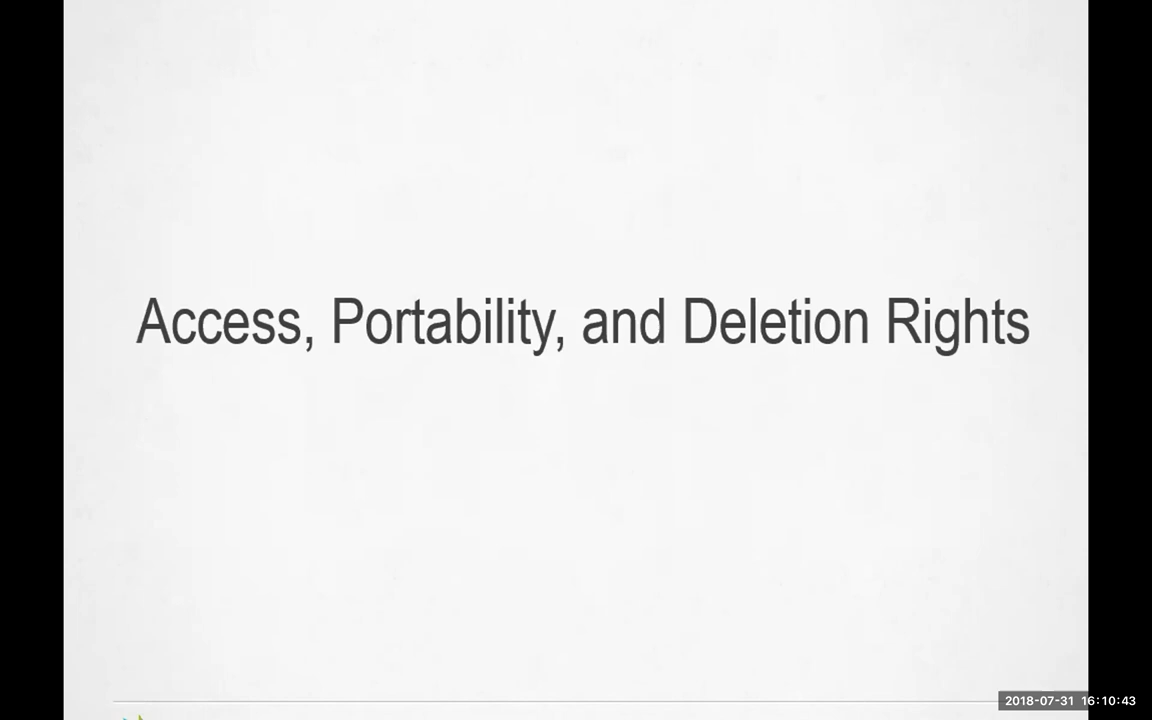 Access, Portability, and Deletion Rights
2018-07-31 16:10:43